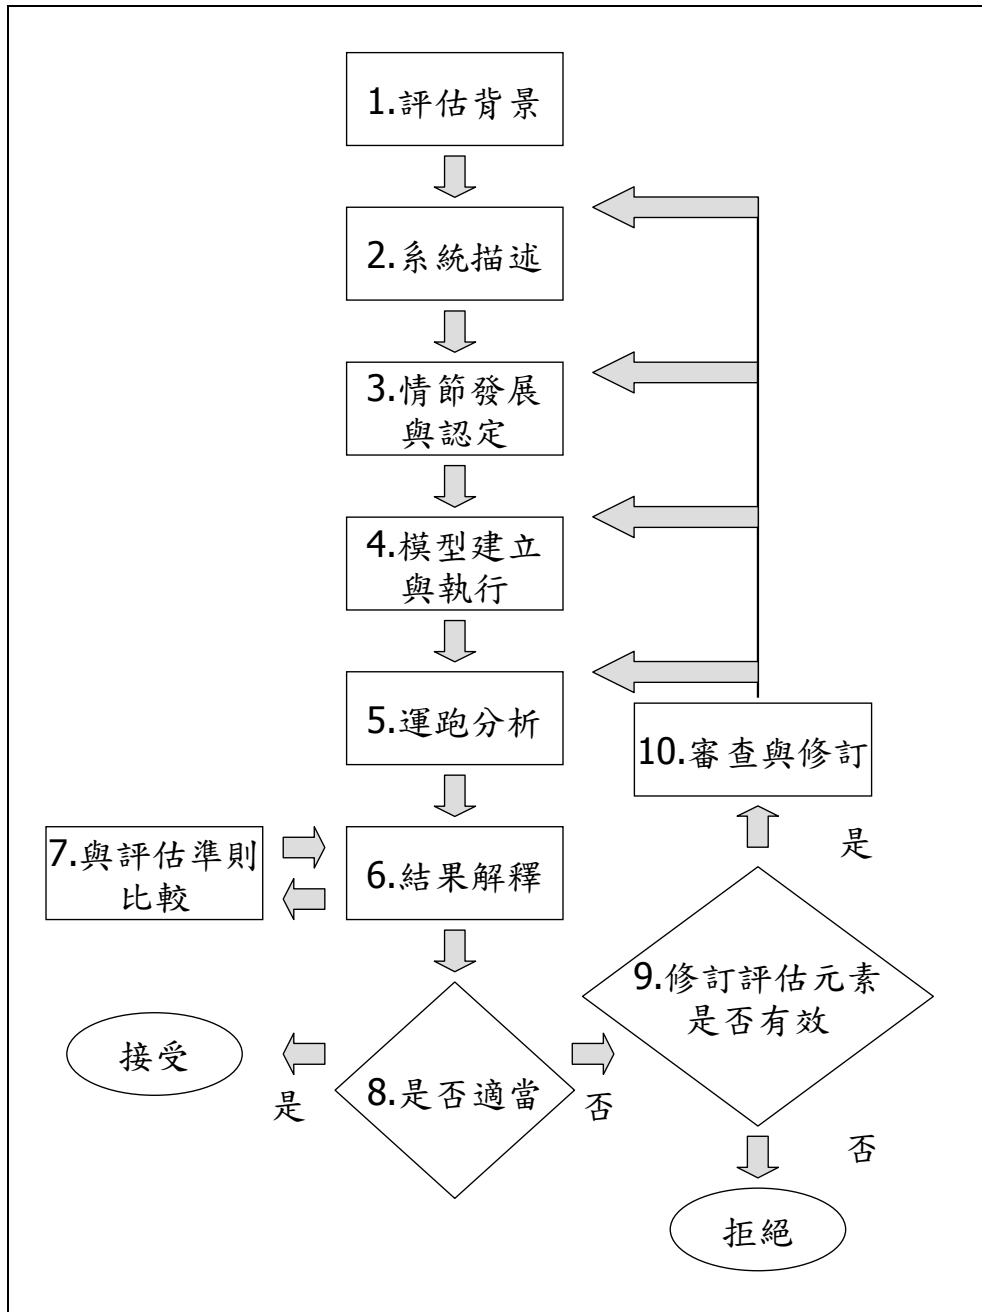 1.評估背景
2.系統描述
3.情節發展
與認定
4.模型建立
與執行
5.運跑分析
10.審查與修訂
7.與評估準則
比較
6.結果解釋
是
9.修訂評估元素
是否有效
接受
是
8.是否適當
否
否
拒絕